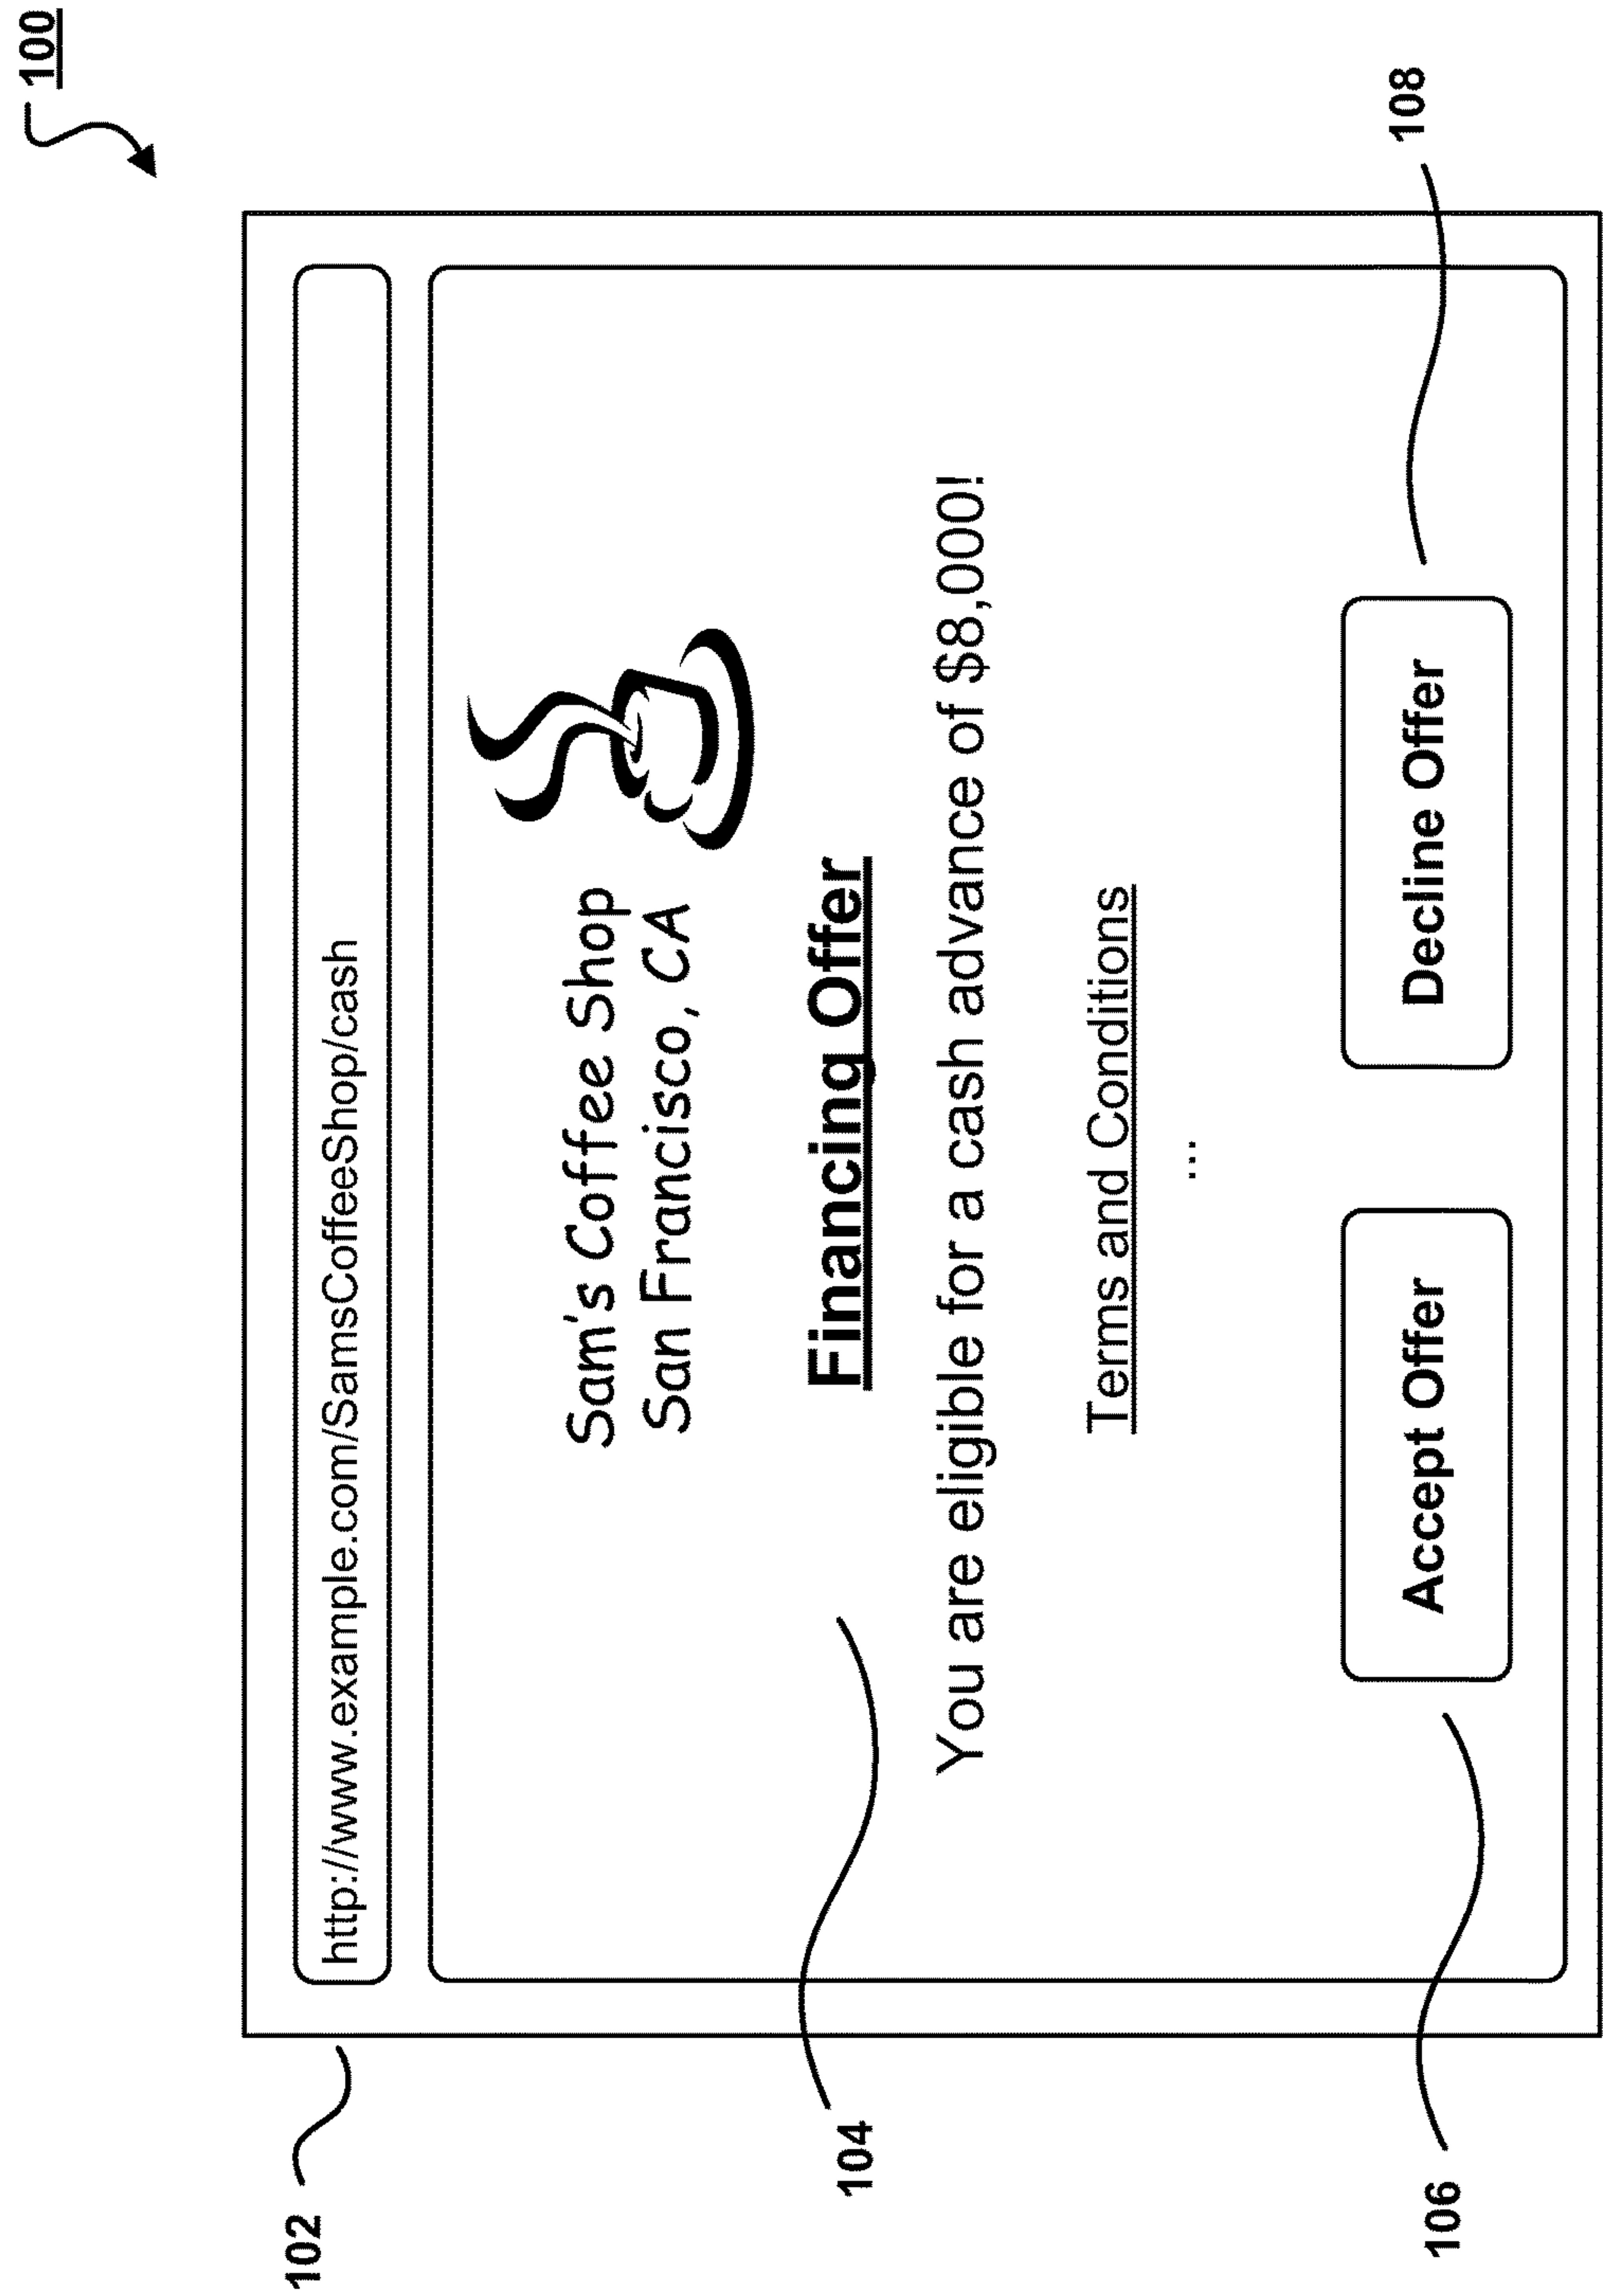 100
102
http://www.example.com/SamsCoffeeShop/cash
Sam's Coffee Shop
San Francisco, CA
Financing Offer
104
You are eligible for a cash advance of $8,000!
Terms and Conditions
...
Accept Offer
Decline Offer
106
108